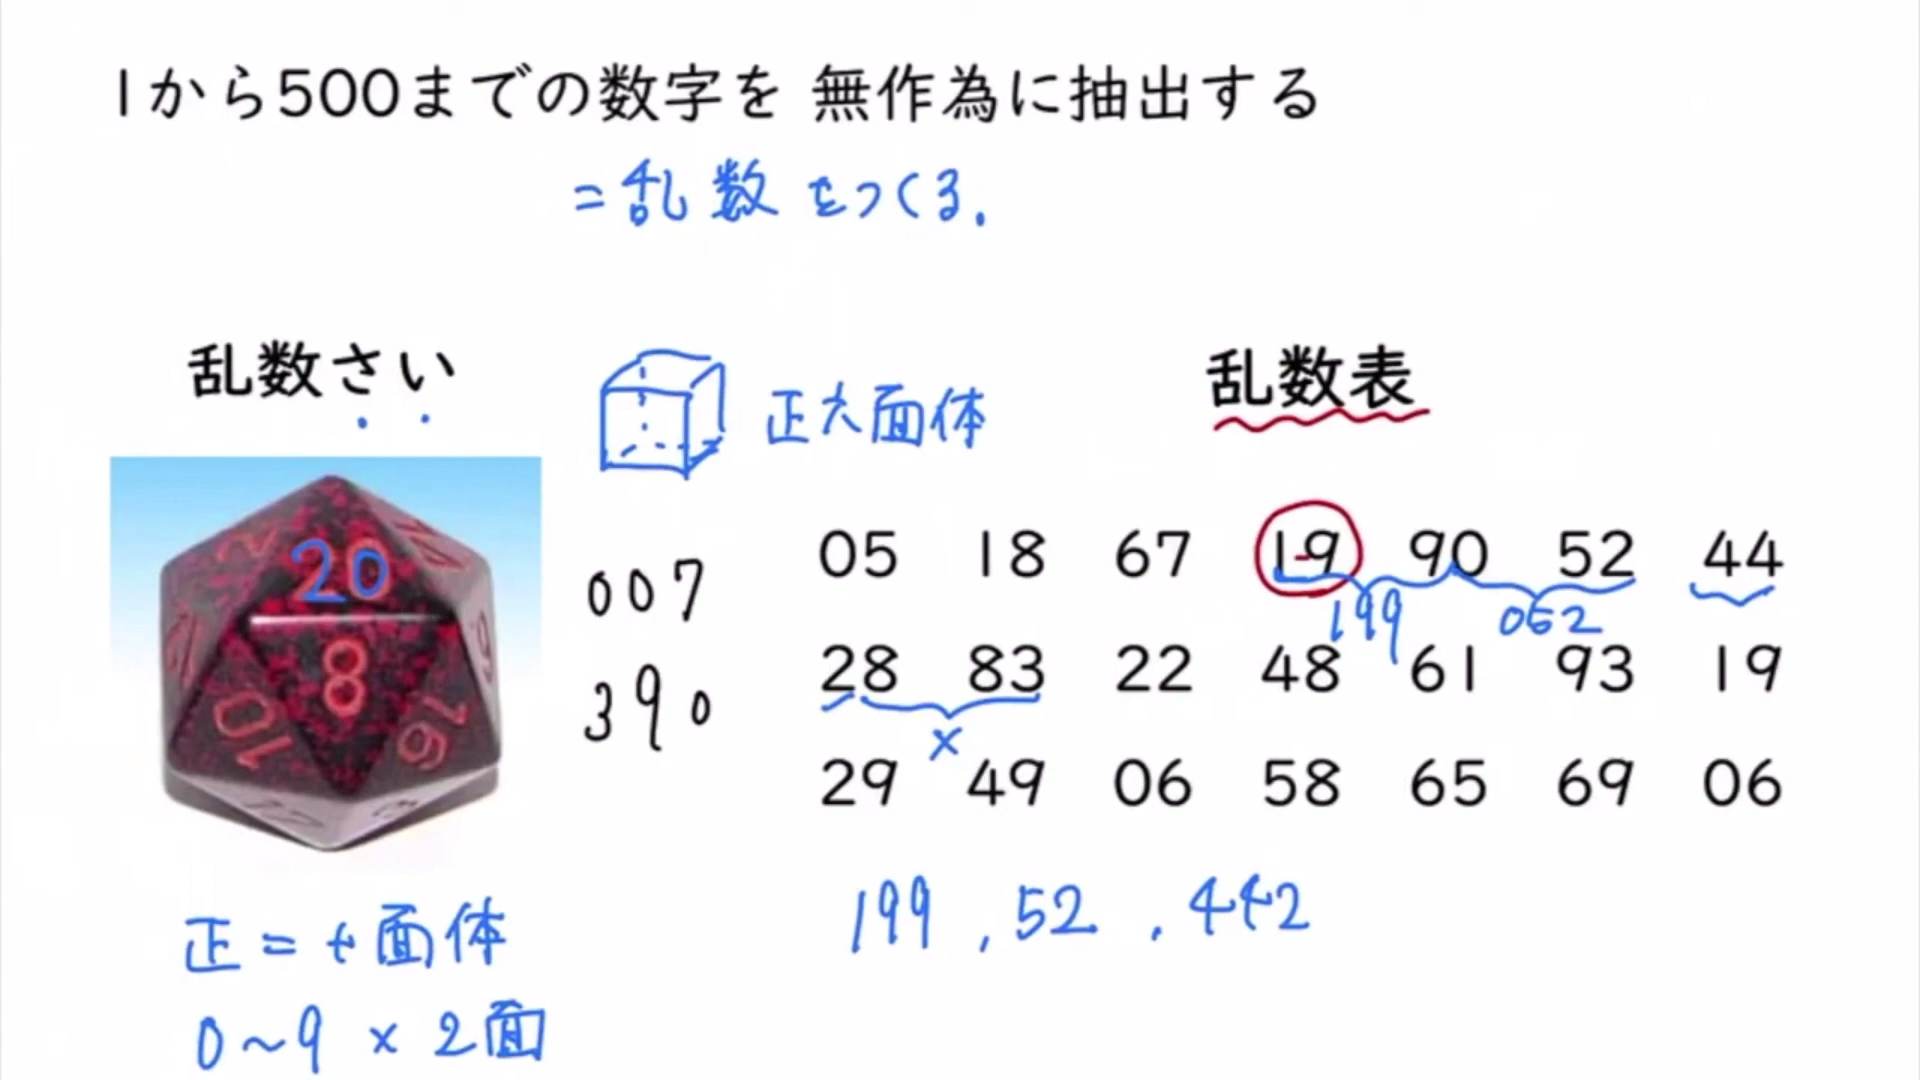 1から500までの数字を 無作為に抽出する
=乱数をつくる.
乱数さい
正六面体
乱数表
20
8
10
16
007
390
05 18 67 19 90 52 44
199 052
28 83 22 48 61 93 19
×
29 49 06 58 65 69 06
199, 52, 442
正二十面体
0~9 × 2面